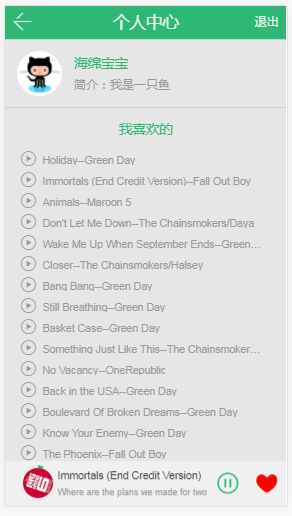 个人中心
退出
海绵宝宝
简介：我是一只鱼
我喜欢的
Holiday--Green Day
Immortals (End Credit Version)--Fall Out Boy
Animals--Maroon 5
Don't Let Me Down--The Chainsmokers/Daya
Wake Me Up When September Ends--Green…
Closer--The Chainsmokers/Halsey
Bang Bang--Green Day
Still Breathing--Green Day
Basket Case--Green Day
Something Just Like This--The Chainsmoker…
No Vacancy--OneRepublic
Back in the USA--Green Day
Boulevard Of Broken Dreams--Green Day
Know Your Enemy--Green Day
The Phoenix--Fall Out Boy
Immortals (End Credit Version)
Where are the plans we made for two